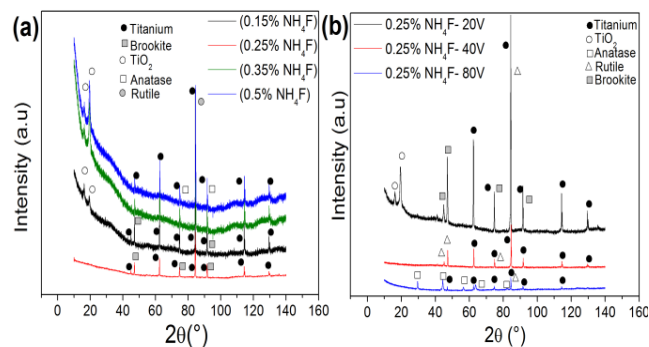 (a)
Titanium
Brookite
TiO2
Anatase
Rutile
(0.15% NH4F)
(0.25% NH4F)
(0.35% NH4F)
(0.5% NH4F)
Intensity (a.u)
0 20 40 60 80 100 120 140 160
2θ(°)
(b)
0.25% NH4F- 20V
0.25% NH4F- 40V
0.25% NH4F- 80V
Titanium
TiO2
Anatase
Rutile
Brookite
Intensity (a.u)
0 20 40 60 80 100 120 140 160
2θ(°)